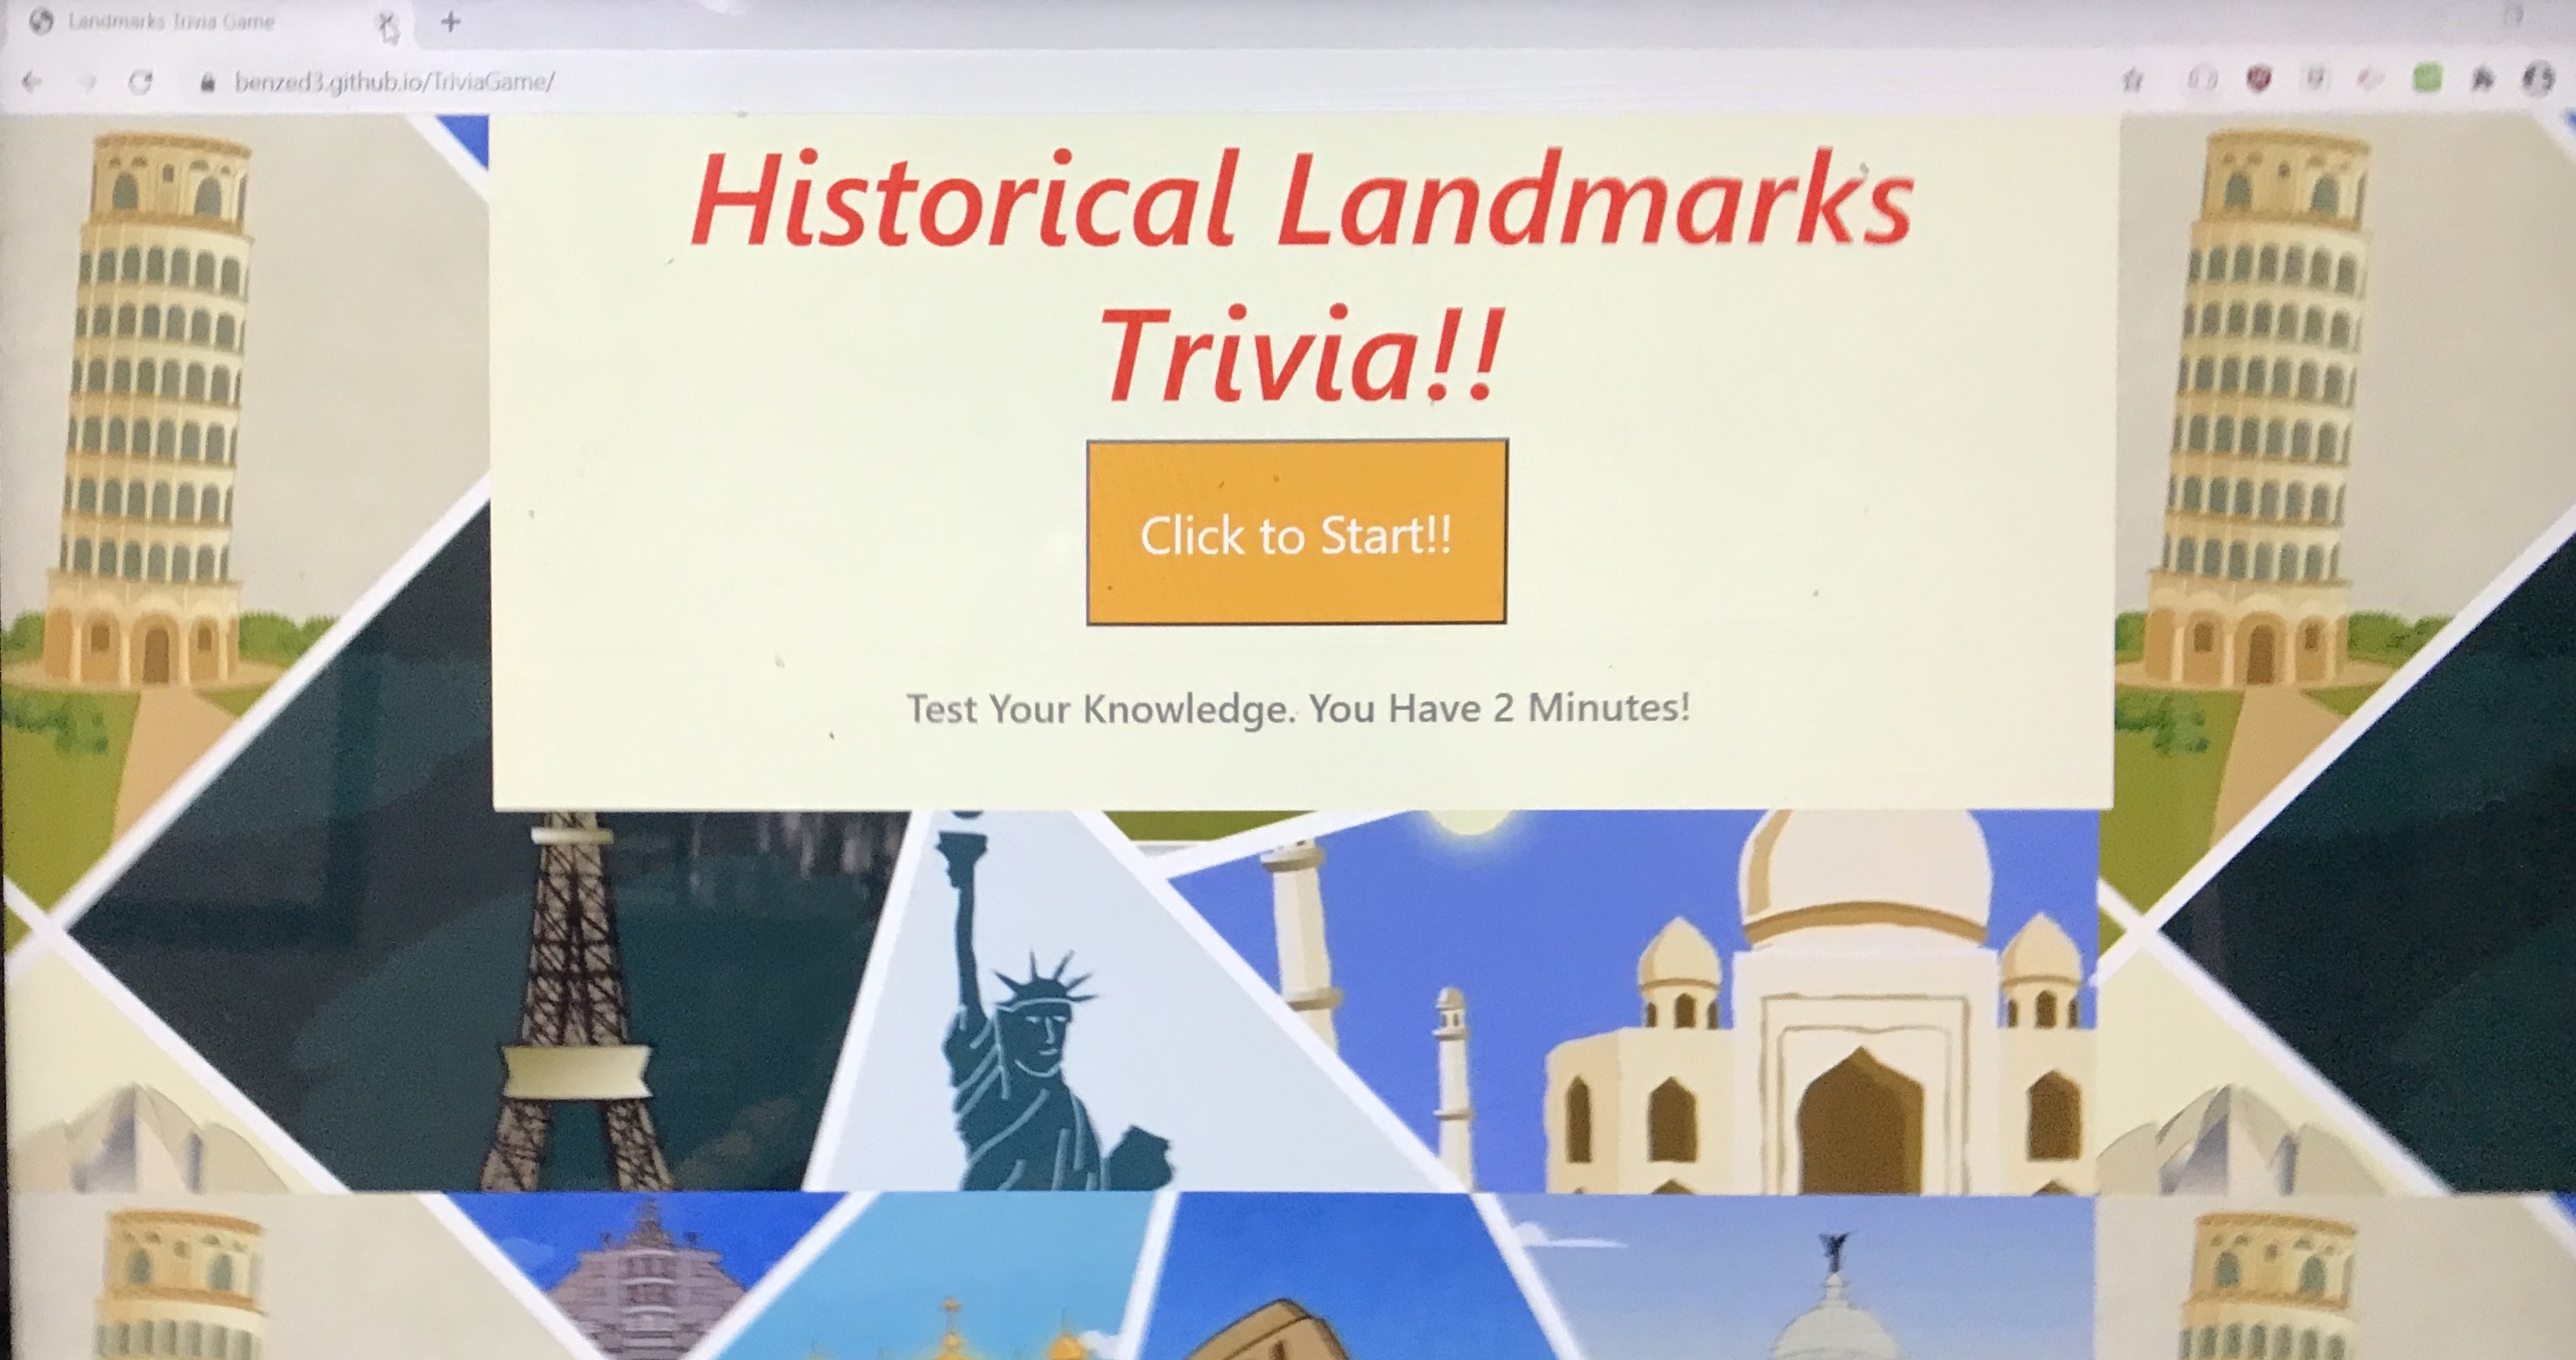 Landmarks Trivia Game
benzed3.github.io/TriviaGame/
Historical Landmarks
Trivia!!
Click to Start!!
Test Your Knowledge. You Have 2 Minutes!